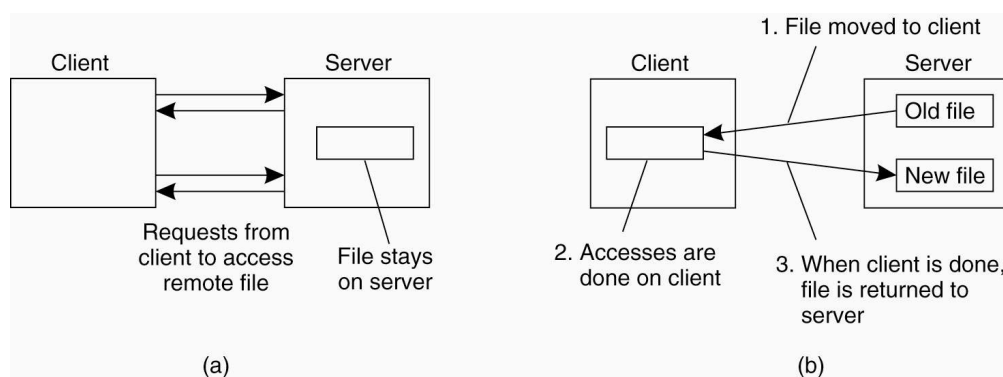 Client
Server
Requests from
client to access
remote file
File stays
on server
(a)
1. File moved to client
Client
Server
Old file
New file
2. Accesses are
done on client
3. When client is done,
file is returned to
server
(b)